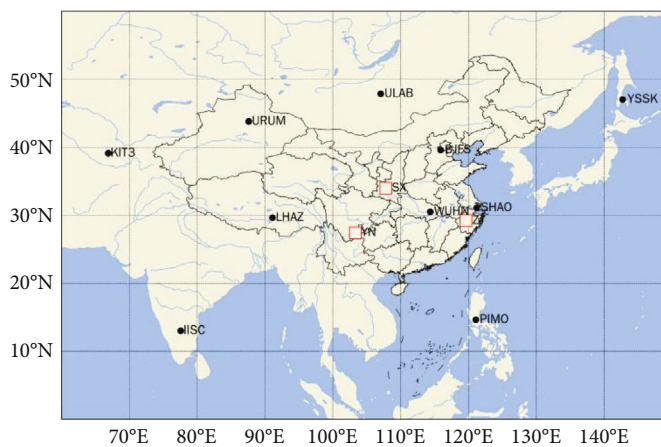 50°N
ULAB
YSSK
URUM
40°N
KIT3
BJFS
SX
30°N
LHAZ
WUHN
SHAO
YN
ZJ
20°N
PIMO
IISC
10°N
70°E 80°E 90°E 100°E 110°E 120°E 130°E 140°E